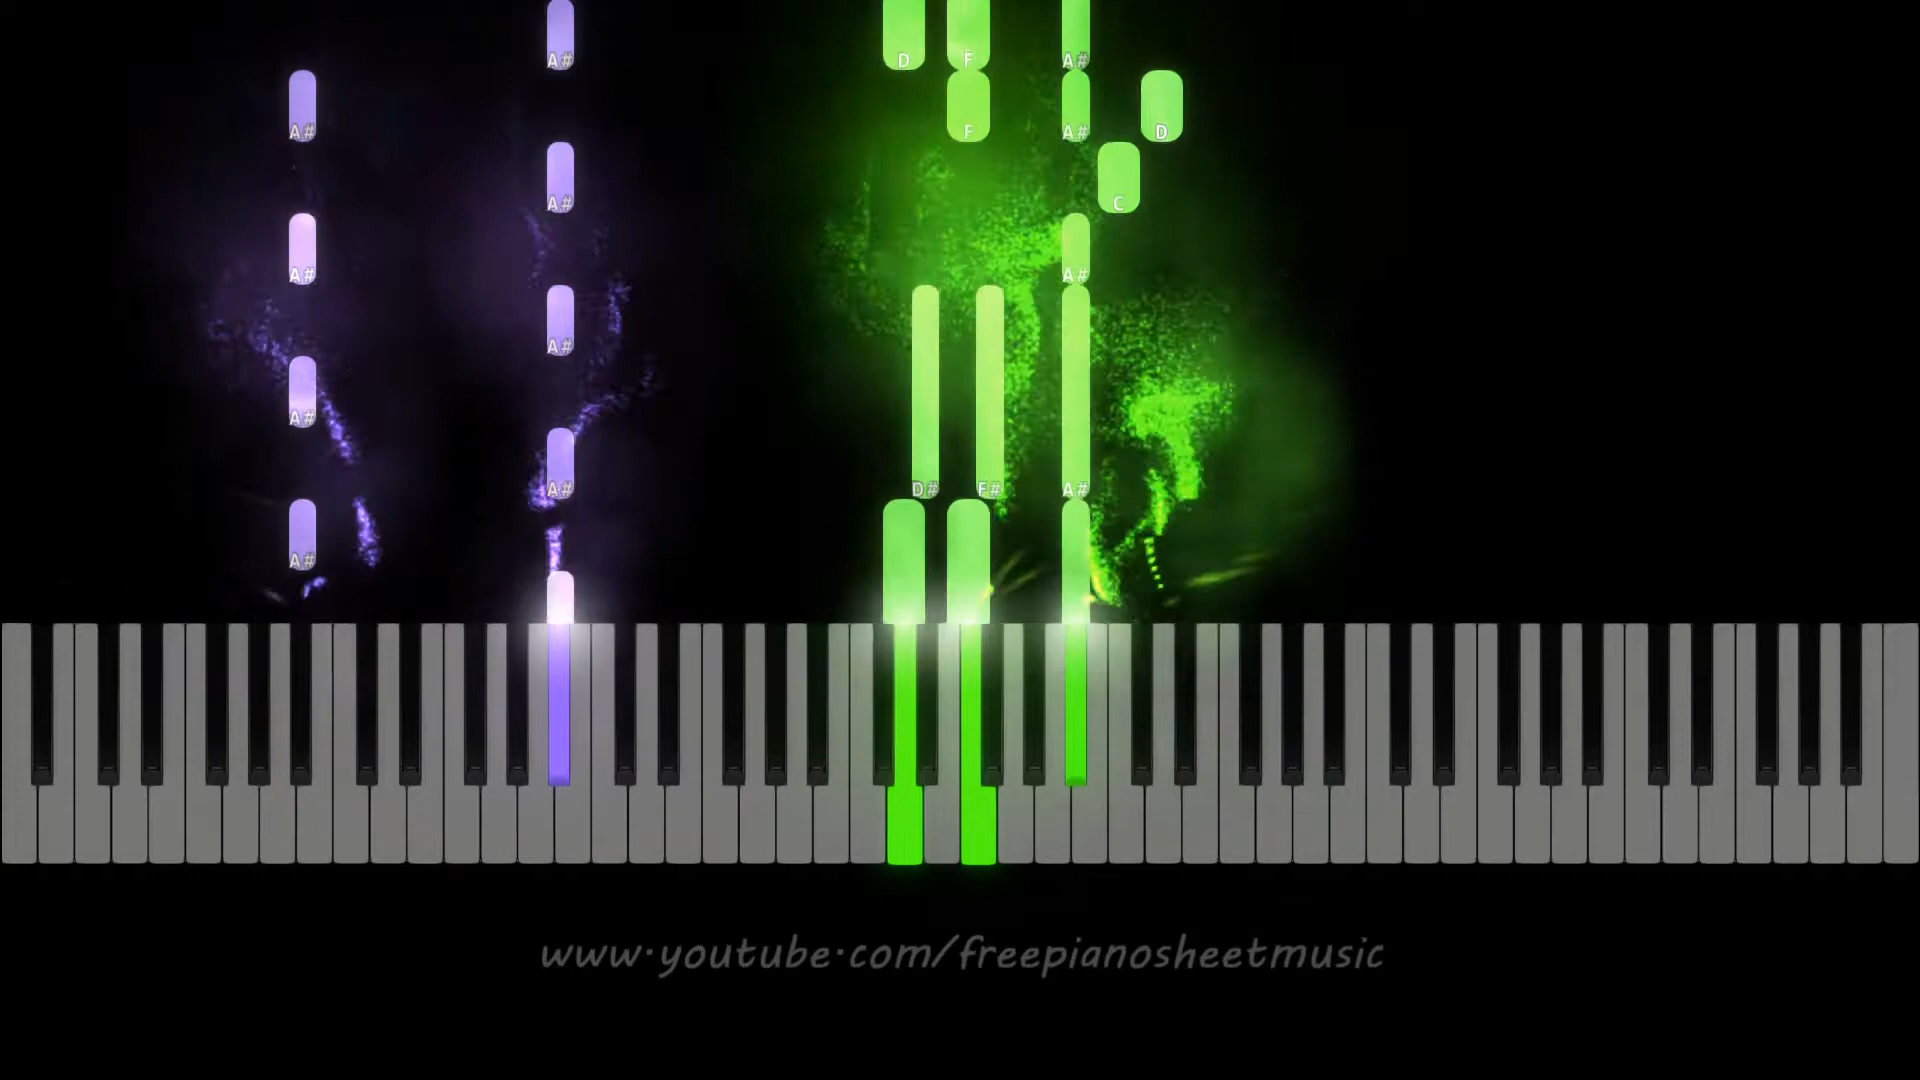 A# D F A#
A# F A# D
A# C
A# A#
A#
A#
A# D# F# A#
A#
www.youtube.com/freepianosheetmusic